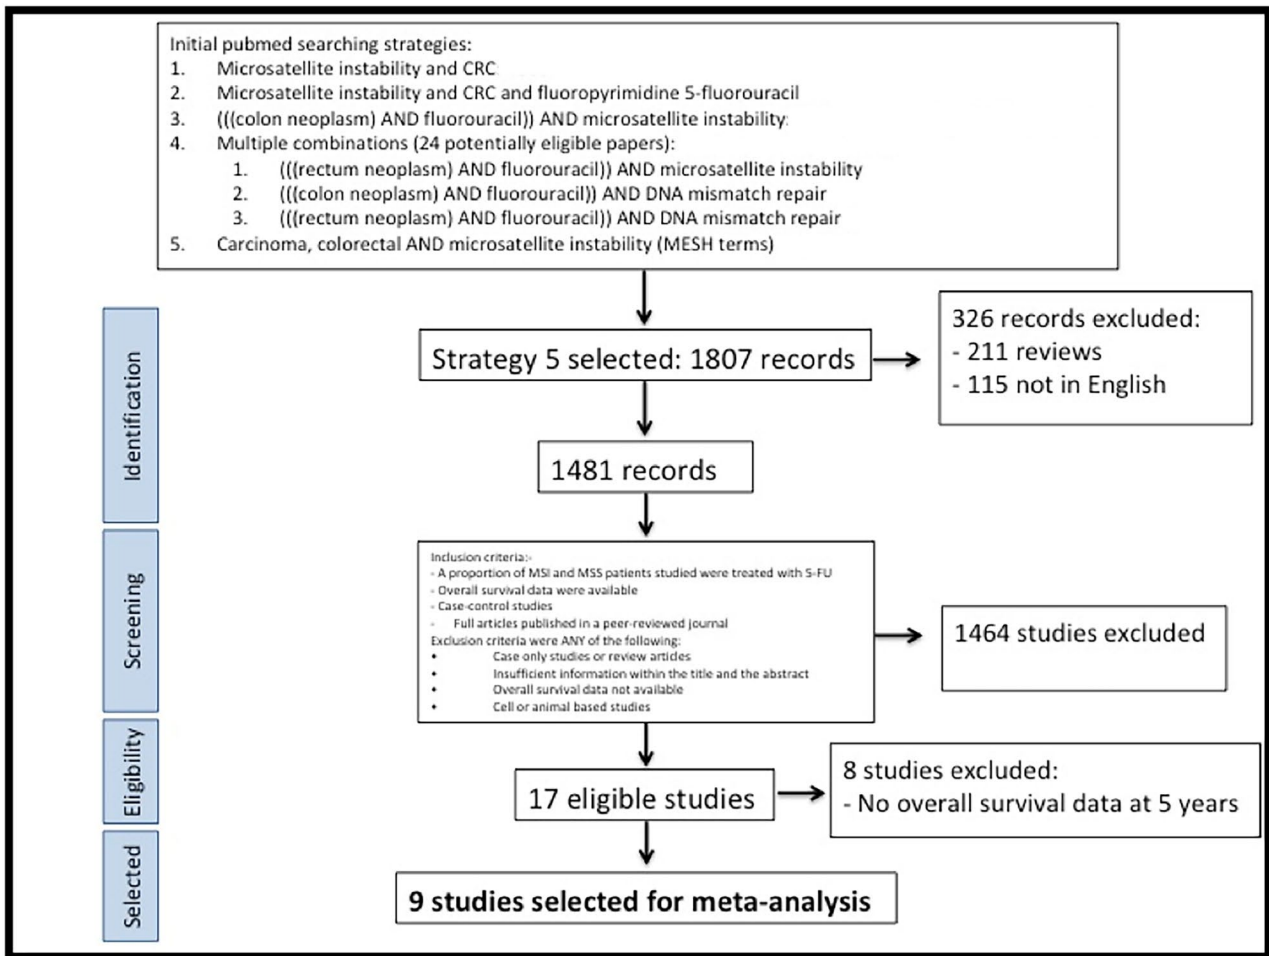 Initial pubmed searching strategies:
1. Microsatellite instability and CRC
2. Microsatellite instability and CRC and fluoropyrimidine 5-fluorouracil
3. (((colon neoplasm) AND fluorouracil)) AND microsatellite instability:
4. Multiple combinations (24 potentially eligible papers):
1. (((rectum neoplasm) AND fluorouracil)) AND microsatellite instability
2. (((colon neoplasm) AND fluorouracil)) AND DNA mismatch repair
3. (((rectum neoplasm) AND fluorouracil)) AND DNA mismatch repair
5. Carcinoma, colorectal AND microsatellite instability (MESH terms)
Identification
Strategy 5 selected: 1807 records
326 records excluded:
- 211 reviews
- 115 not in English
1481 records
Screening
Inclusion criteria:-
- A proportion of MSI and MSS patients studied were treated with 5-FU
- Overall survival data were available
- Case-control studies
- Full articles published in a peer-reviewed journal
Exclusion criteria were ANY of the following:
• Case only studies or review articles
• Insufficient information within the title and the abstract
• Overall survival data not available
• Cell or animal based studies
1464 studies excluded
Eligibility
17 eligible studies
8 studies excluded:
- No overall survival data at 5 years
Selected
9 studies selected for meta-analysis